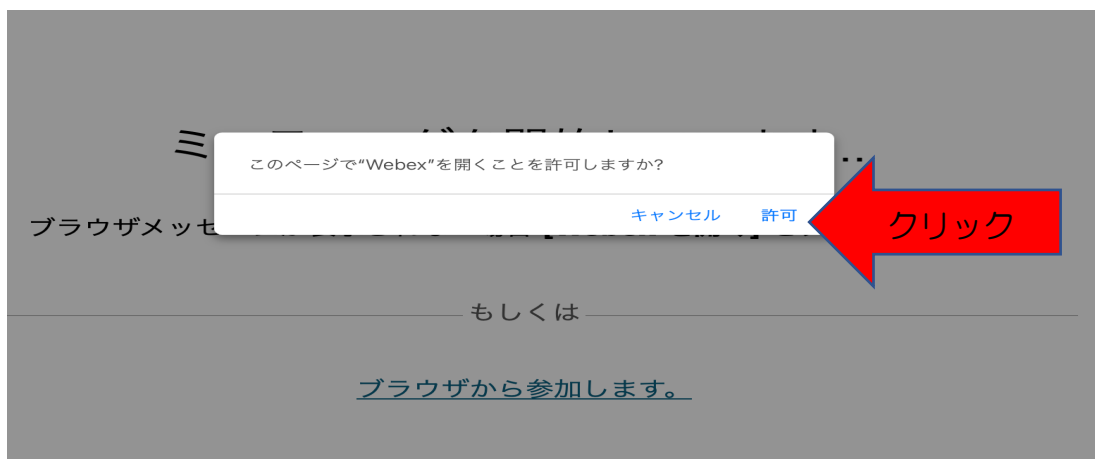 ミ
このページで“Webex”を開くことを許可しますか?
キャンセル 許可
クリック
ブラウザメッセ
もしくは
ブラウザから参加します。